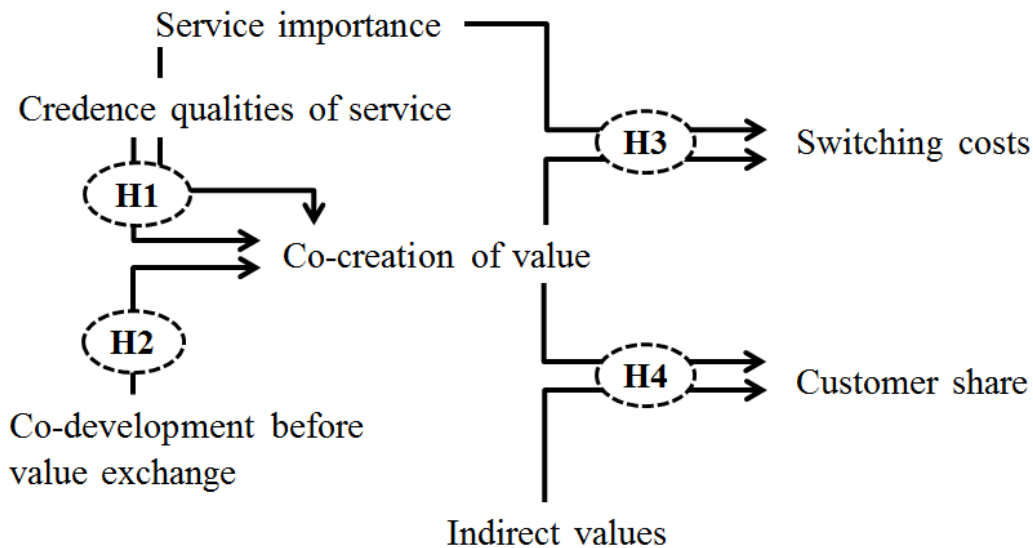 Service importance
Credence qualities of service
H3
Switching costs
H1
Co-creation of value
H2
H4
Customer share
Co-development before
value exchange
Indirect values